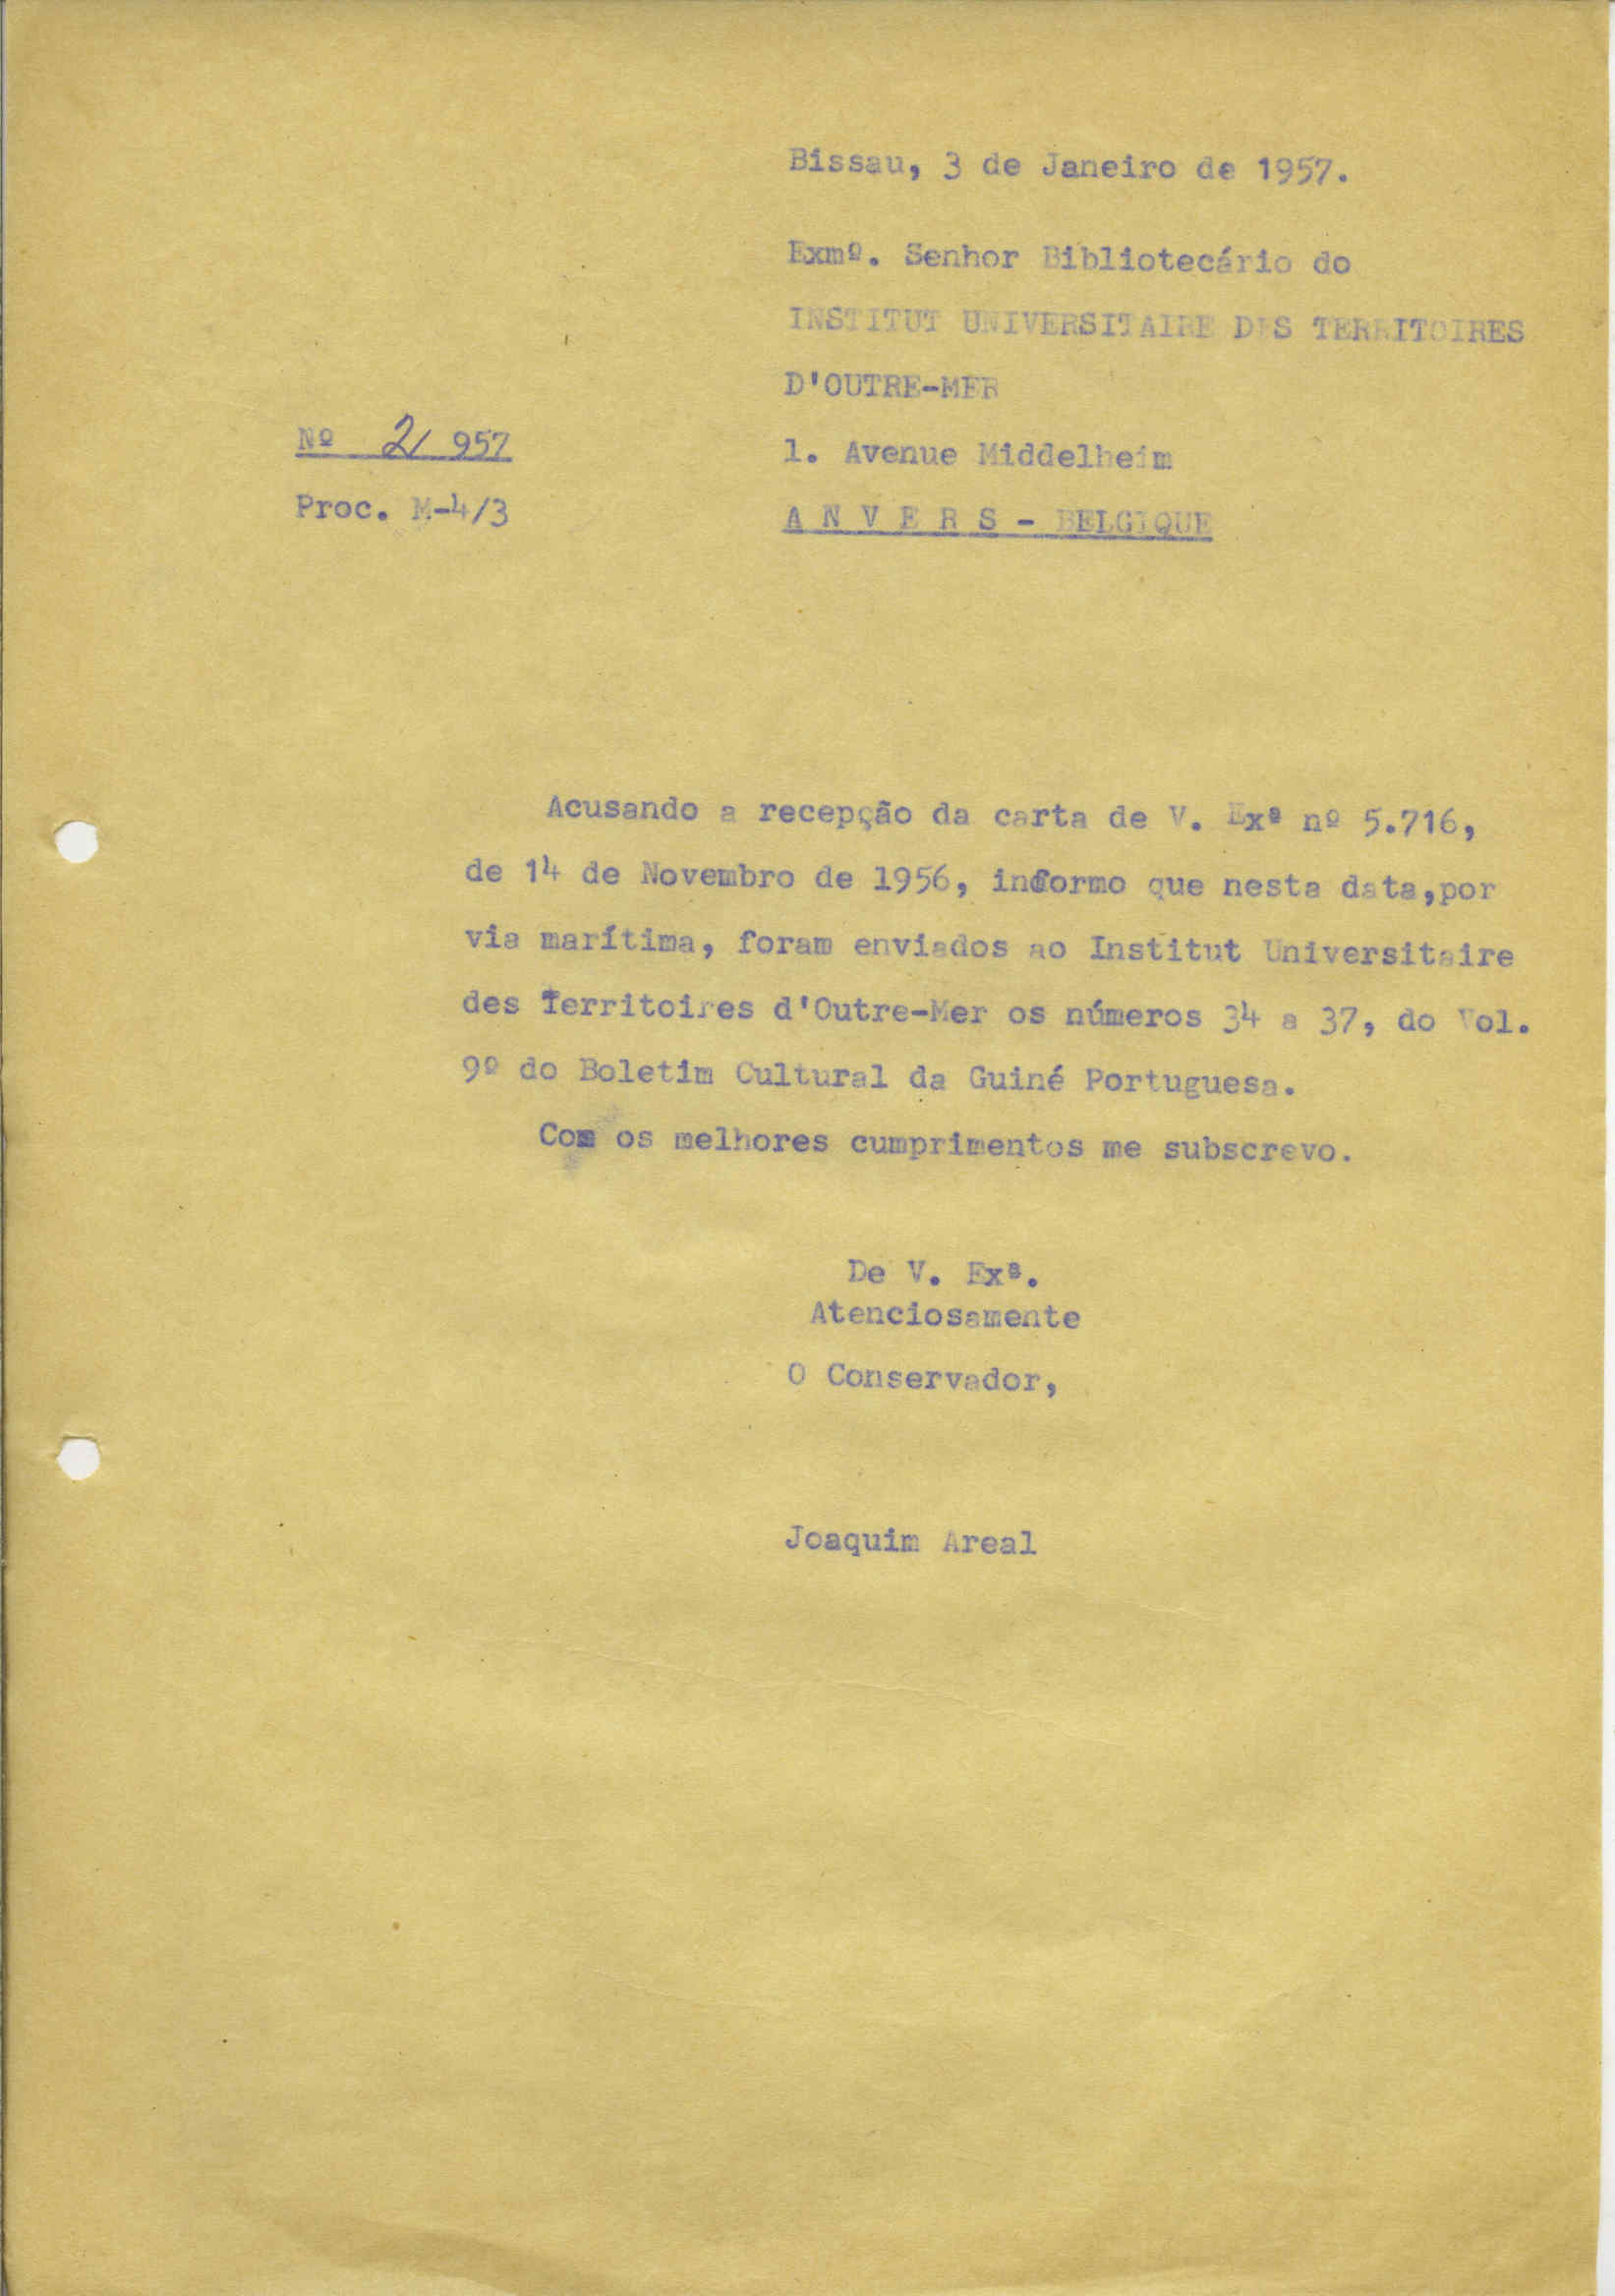 Bissau, 3 de Janeiro de 1957.
Exmº. Senhor Bibliotecário do
INSTITUT UNIVERSITAIRE DES TERRITOIRES
D'OUTRE-MER
Nº 2/ 957
1. Avenue Middelheim
Proc. M-4/3
A N V E R S - BELGIQUE
Acusando a recepção da carta de V. Exª nº 5.716,
de 14 de Novembro de 1956, informo que nesta data,por
via marítima, foram enviados ao Institut Universitaire
des Territoires d'Outre-Mer os números 34 a 37, do Vol.
9º do Boletim Cultural da Guiné Portuguesa.
Com os melhores cumprimentos me subscrevo.
De V. Exª.
Atenciosamente
O Conservador,
Joaquim Areal